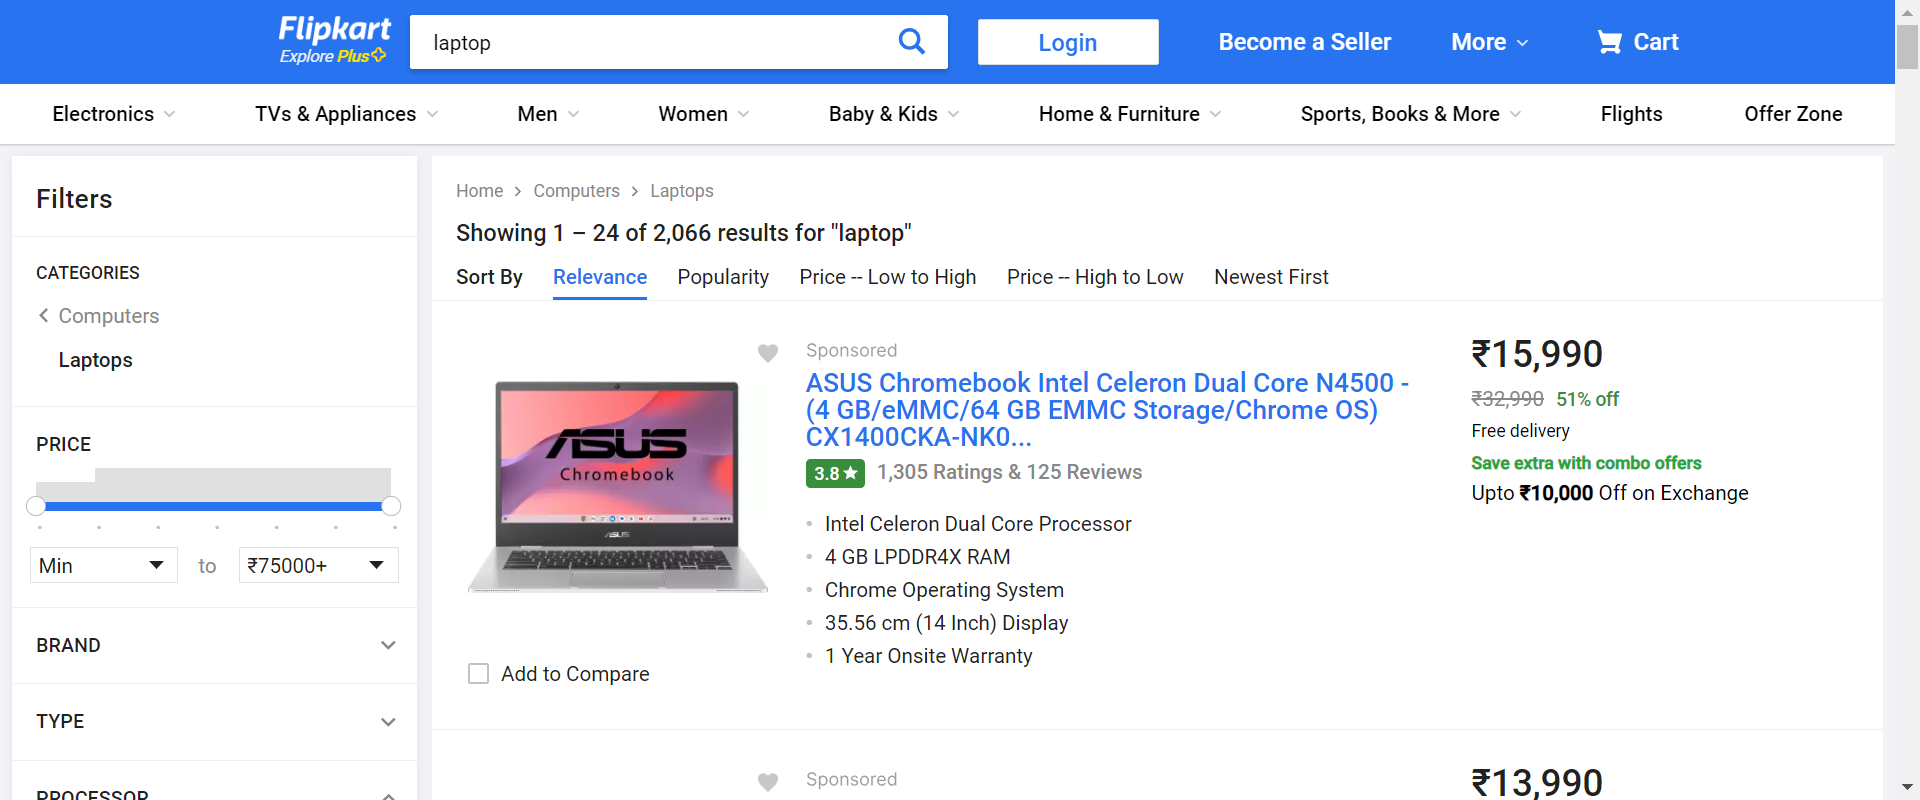 Flipkart
Explore Plus
laptop
Login
Become a Seller
More
Cart
Electronics
TVs & Appliances
Men
Women
Baby & Kids
Home & Furniture
Sports, Books & More
Flights
Offer Zone
Filters
CATEGORIES
Computers
Laptops
PRICE
Min
to
₹75000+
BRAND
TYPE
PROCESSOR
Home > Computers > Laptops
Showing 1 – 24 of 2,066 results for "laptop"
Sort By Relevance Popularity Price -- Low to High Price -- High to Low Newest First
ASUS
Chromebook
ASUS
Add to Compare
Sponsored
ASUS Chromebook Intel Celeron Dual Core N4500 -
(4 GB/eMMC/64 GB EMMC Storage/Chrome OS)
CX1400CKA-NK0...
3.8★ 1,305 Ratings & 125 Reviews
Intel Celeron Dual Core Processor
4 GB LPDDR4X RAM
Chrome Operating System
35.56 cm (14 Inch) Display
1 Year Onsite Warranty
₹15,990
₹32,990 51% off
Free delivery
Save extra with combo offers
Upto ₹10,000 Off on Exchange
Sponsored
₹13,990